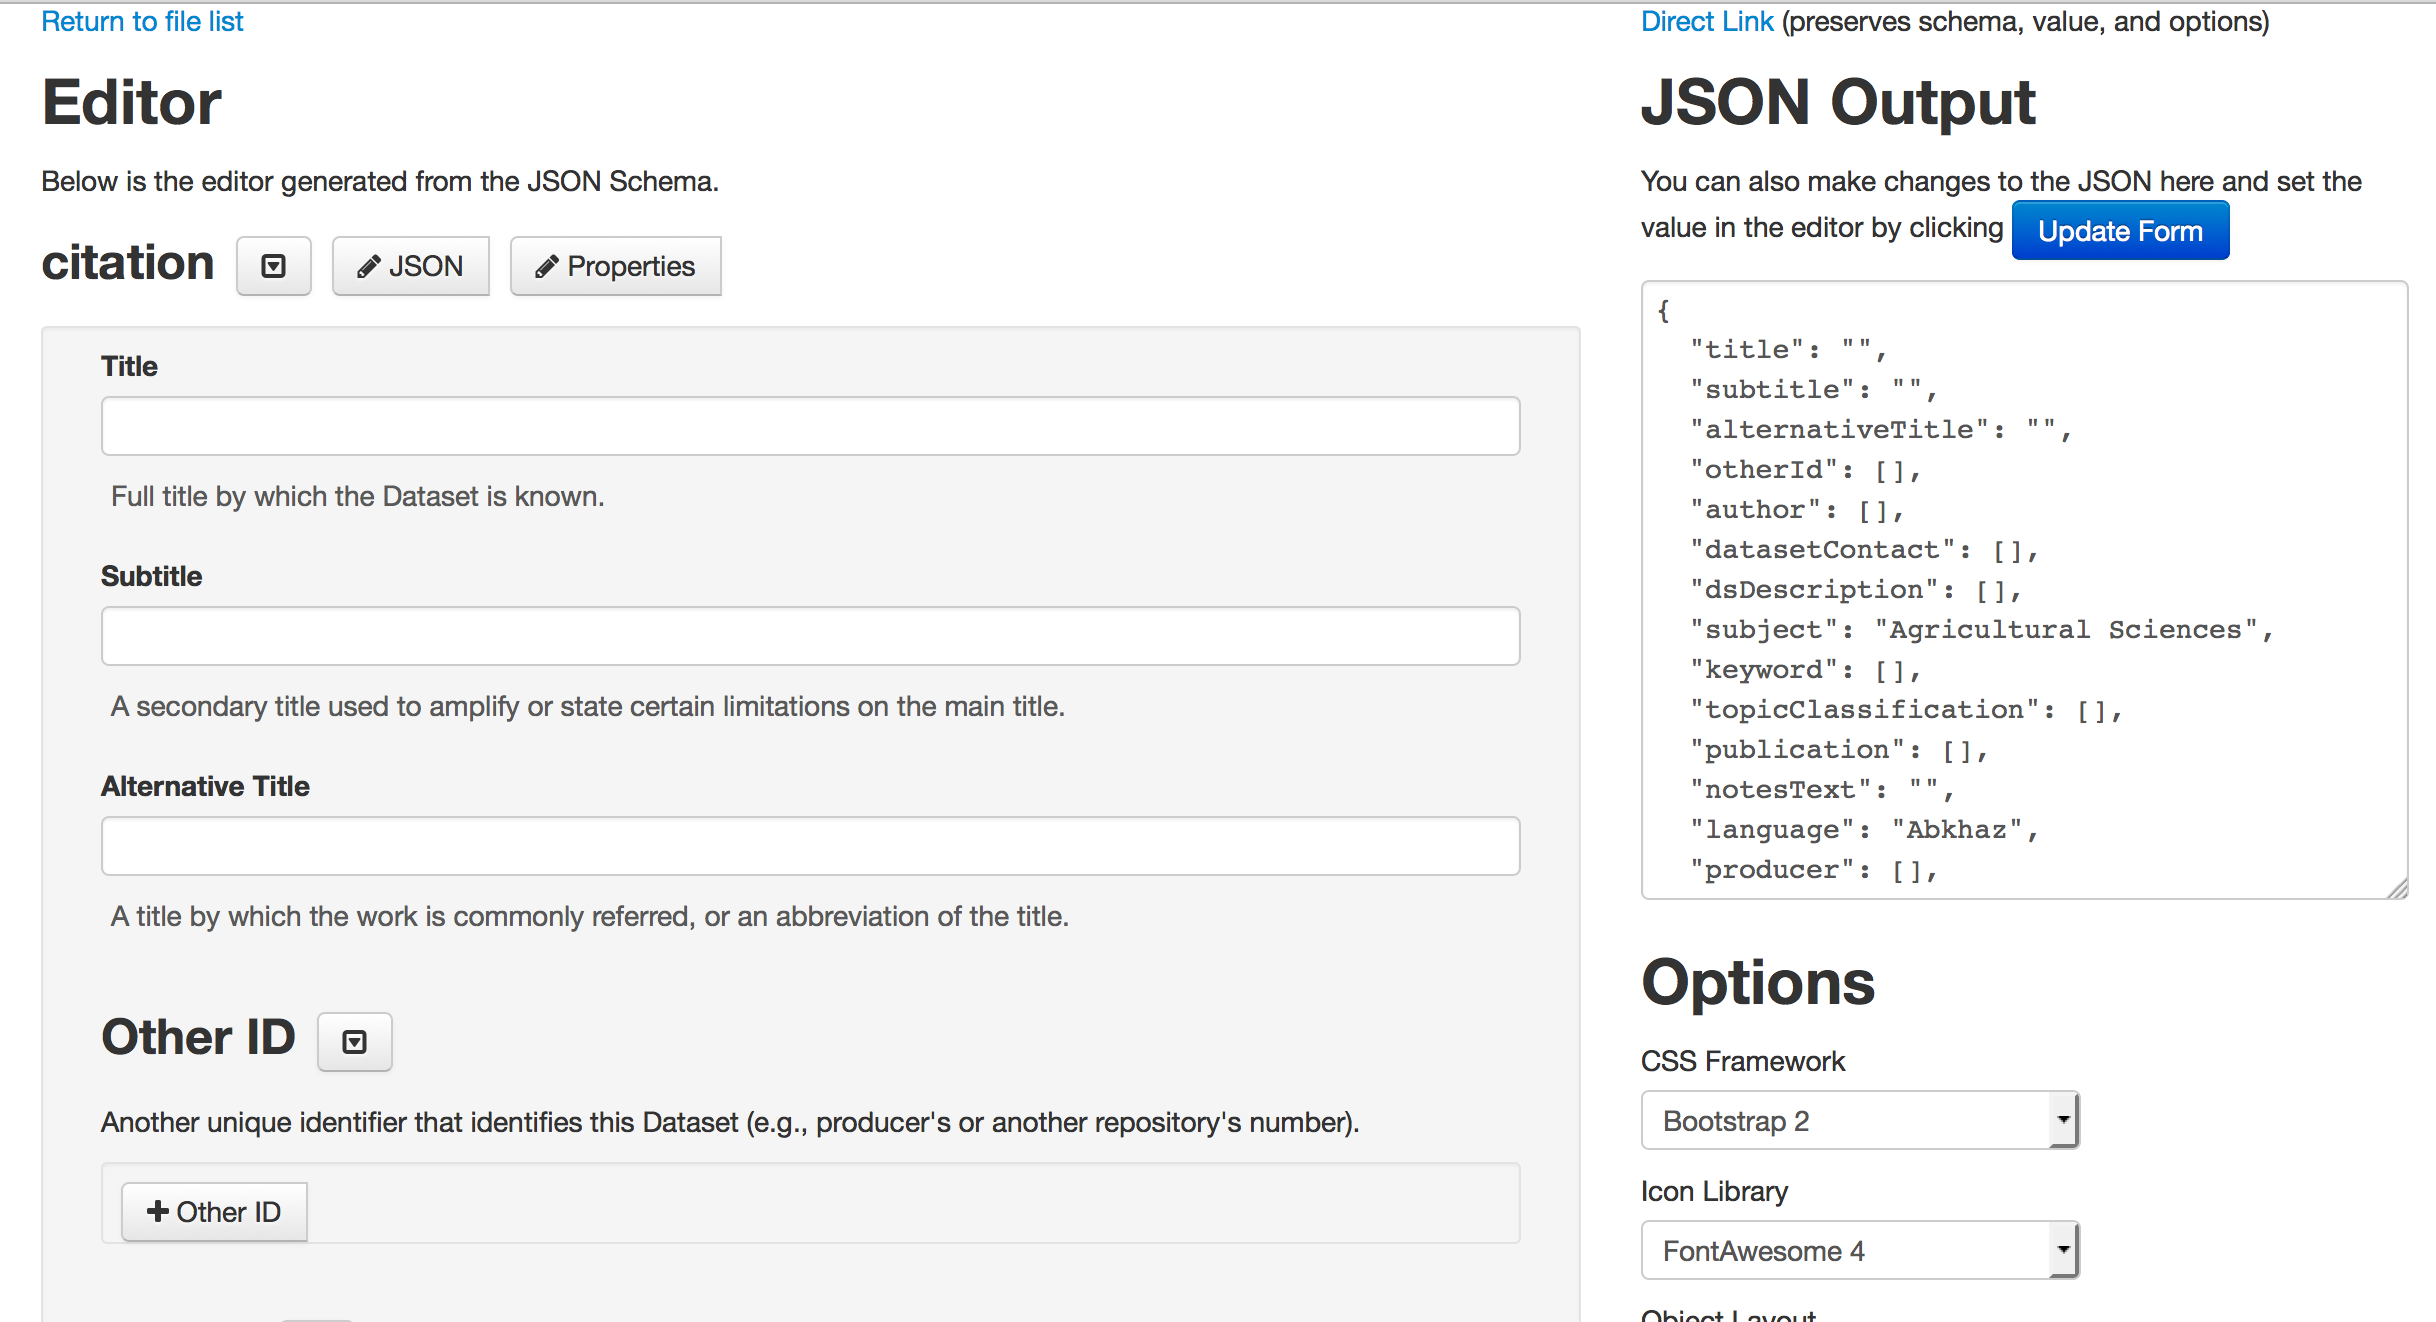 Return to file list
Editor
Below is the editor generated from the JSON Schema.
citation
JSON
Properties
Title
Full title by which the Dataset is known.
Subtitle
A secondary title used to amplify or state certain limitations on the main title.
Alternative Title
A title by which the work is commonly referred, or an abbreviation of the title.
Other ID
Another unique identifier that identifies this Dataset (e.g., producer's or another repository's number).
Other ID
Direct Link (preserves schema, value, and options)
JSON Output
You can also make changes to the JSON here and set the
value in the editor by clicking Update Form
{
"title": "",
"subtitle": "",
"alternativeTitle": "",
"otherId": [],
"author": [],
"datasetContact": [],
"dsDescription": [],
"subject": "Agricultural Sciences",
"keyword": [],
"topicClassification": [],
"publication": [],
"notesText": "",
"language": "Abkhaz",
"producer": [],
Options
CSS Framework
Bootstrap 2
Icon Library
FontAwesome 4
Object Layout